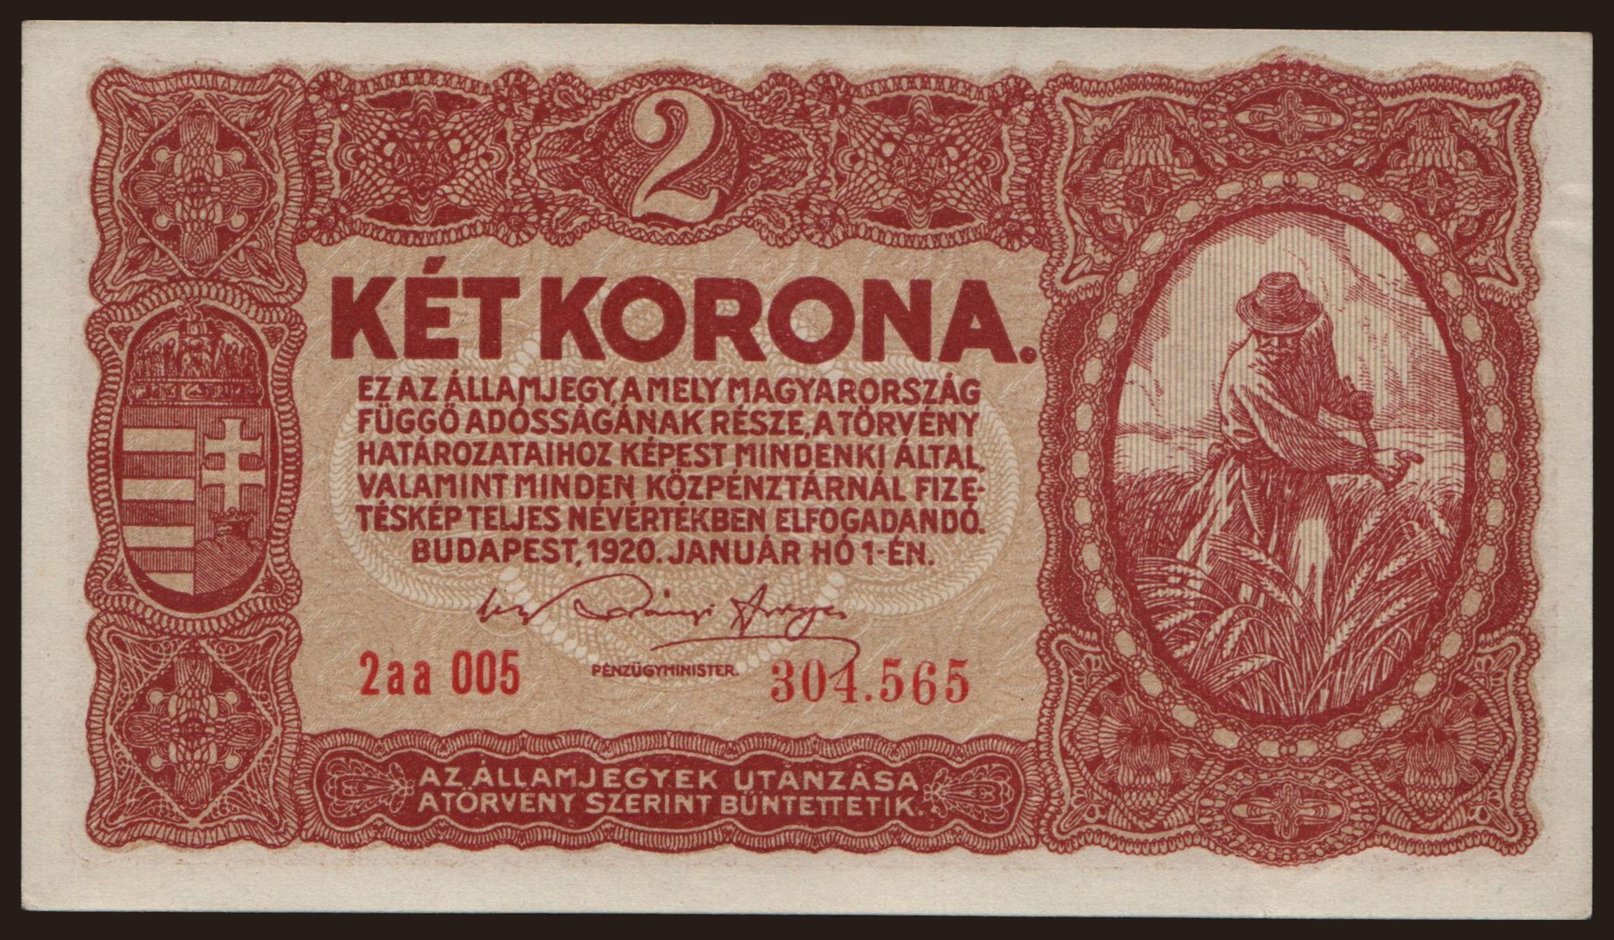 2
KÉT KORONA.
EZ AZ ÁLLAMJEGY, A MELY MAGYARORSZÁG
FÜGGŐ ADÓSSÁGÁNAK RÉSZE, A TÖRVÉNY
HATÁROZATAIHOZ KÉPEST MINDENKI ÁLTAL,
VALAMINT MINDEN KÖZPÉNZTÁRNÁL FIZE-
TÉSKÉP TELJES NÉVÉRTÉKBEN ELFOGADANDÓ.
BUDAPEST, 1920. JANUÁR HÓ 1-ÉN.
2aa 005
PÉNZÜGYMINISTER.
304.565
AZ ÁLLAMJEGYEK UTÁNZÁSA
A TÖRVÉNY SZERINT BÜNTETTETIK.